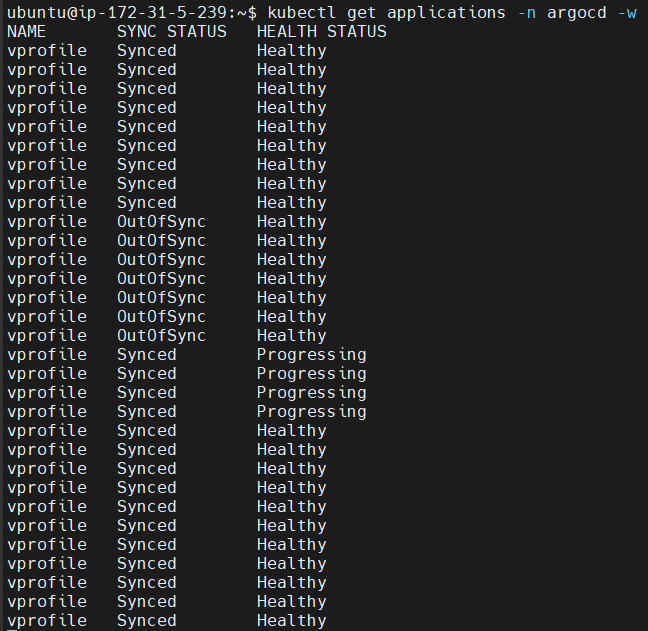 ubuntu@ip-172-31-5-239:~$ kubectl get applications -n argocd -w
NAME SYNC STATUS HEALTH STATUS
vprofile Synced Healthy
vprofile Synced Healthy
vprofile Synced Healthy
vprofile Synced Healthy
vprofile Synced Healthy
vprofile Synced Healthy
vprofile Synced Healthy
vprofile Synced Healthy
vprofile Synced Healthy
vprofile OutOfSync Healthy
vprofile OutOfSync Healthy
vprofile OutOfSync Healthy
vprofile OutOfSync Healthy
vprofile OutOfSync Healthy
vprofile OutOfSync Healthy
vprofile OutOfSync Healthy
vprofile Synced Progressing
vprofile Synced Progressing
vprofile Synced Progressing
vprofile Synced Progressing
vprofile Synced Healthy
vprofile Synced Healthy
vprofile Synced Healthy
vprofile Synced Healthy
vprofile Synced Healthy
vprofile Synced Healthy
vprofile Synced Healthy
vprofile Synced Healthy
vprofile Synced Healthy
vprofile Synced Healthy
vprofile Synced Healthy